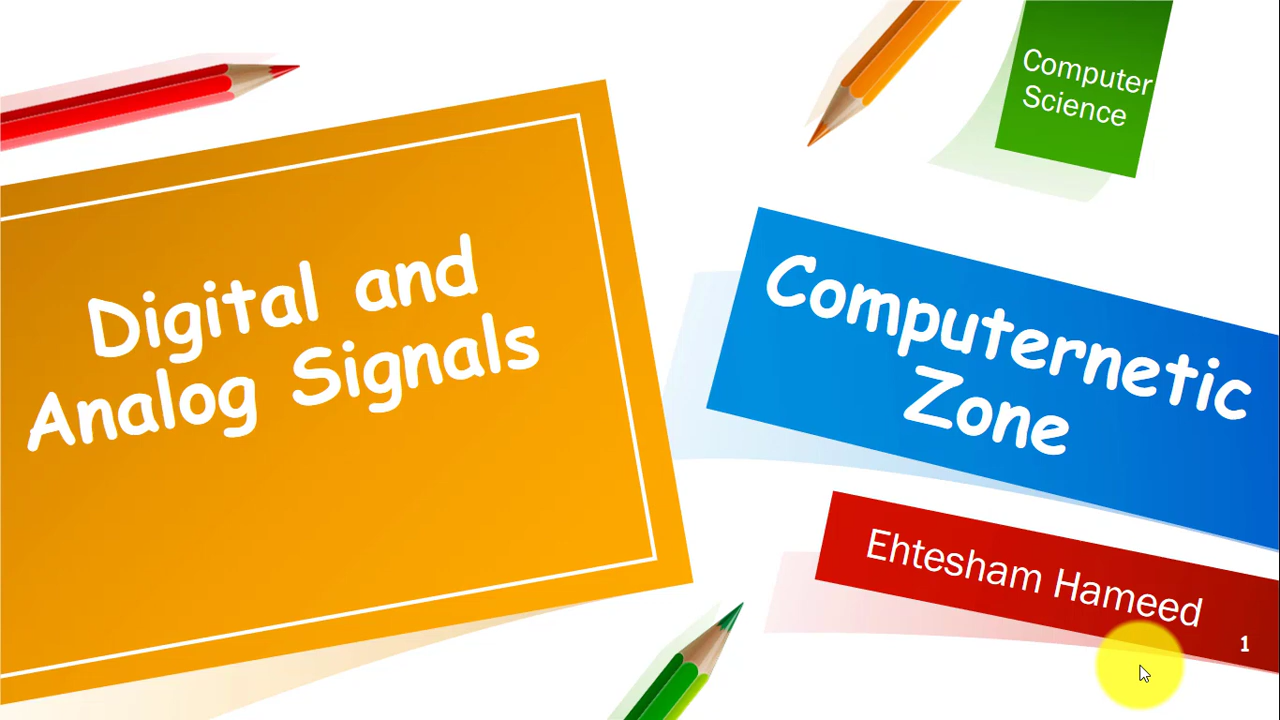 Computer
Science
Digital and
Analog Signals
Computernetic
Zone
Ehtesham Hameed
1